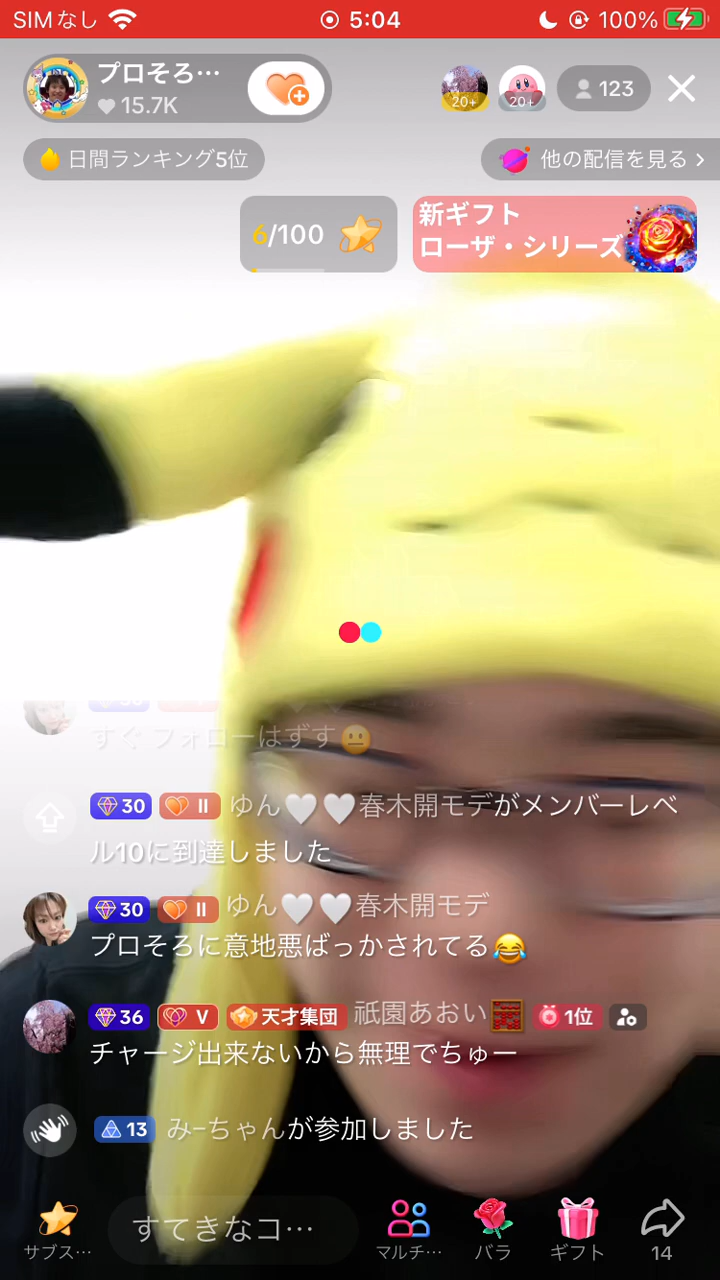 SIMなし 5:04 100%
プロそろ… 20+ 20+ 123
15.7K
日間ランキング5位 他の配信を見る
6/100 新ギフト
ローザ・シリーズ
すぐ フォローはずす😐
30 II ゆん🤍🤍春木開モデがメンバーレベ
ル10に到達しました
30 II ゆん🤍🤍春木開モデ
プロそろに意地悪ばっかされてる😂
36 V 天才集団 祇園あおい 1位
チャージ出来ないから無理でちゅー
13 みーちゃんが参加しました
すてきなコ…
サブス… マルチ… バラ ギフト 14